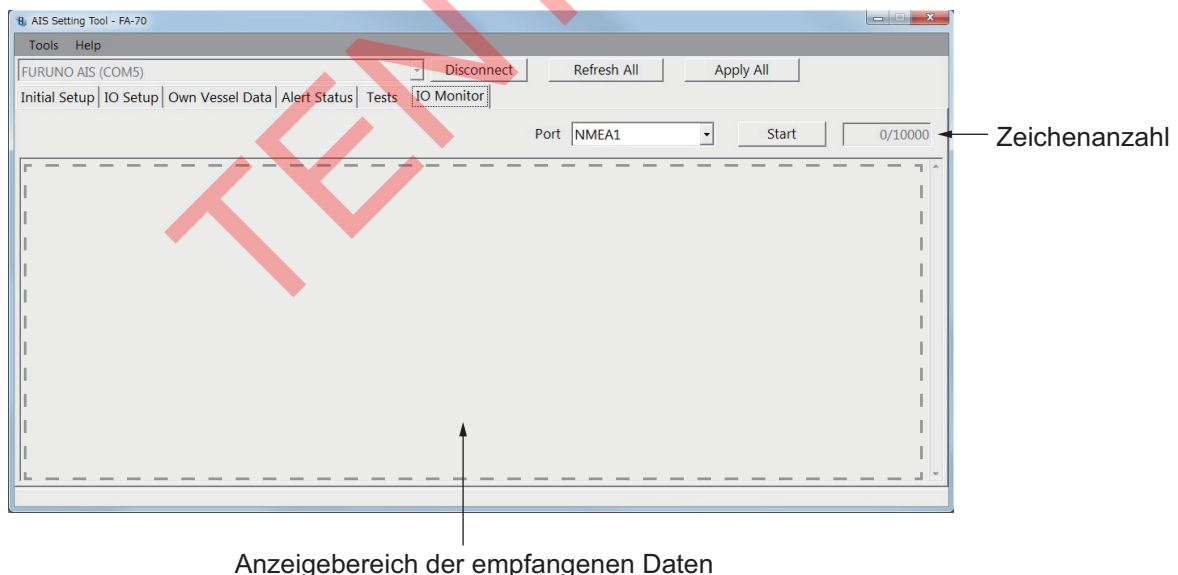 AIS Setting Tool - FA-70
Tools Help
FURUNO AIS (COM5) Disconnect Refresh All Apply All
Initial Setup IO Setup Own Vessel Data Alert Status Tests IO Monitor
Port NMEA1 Start 0/10000 Zeichenanzahl
Anzeigebereich der empfangenen Daten